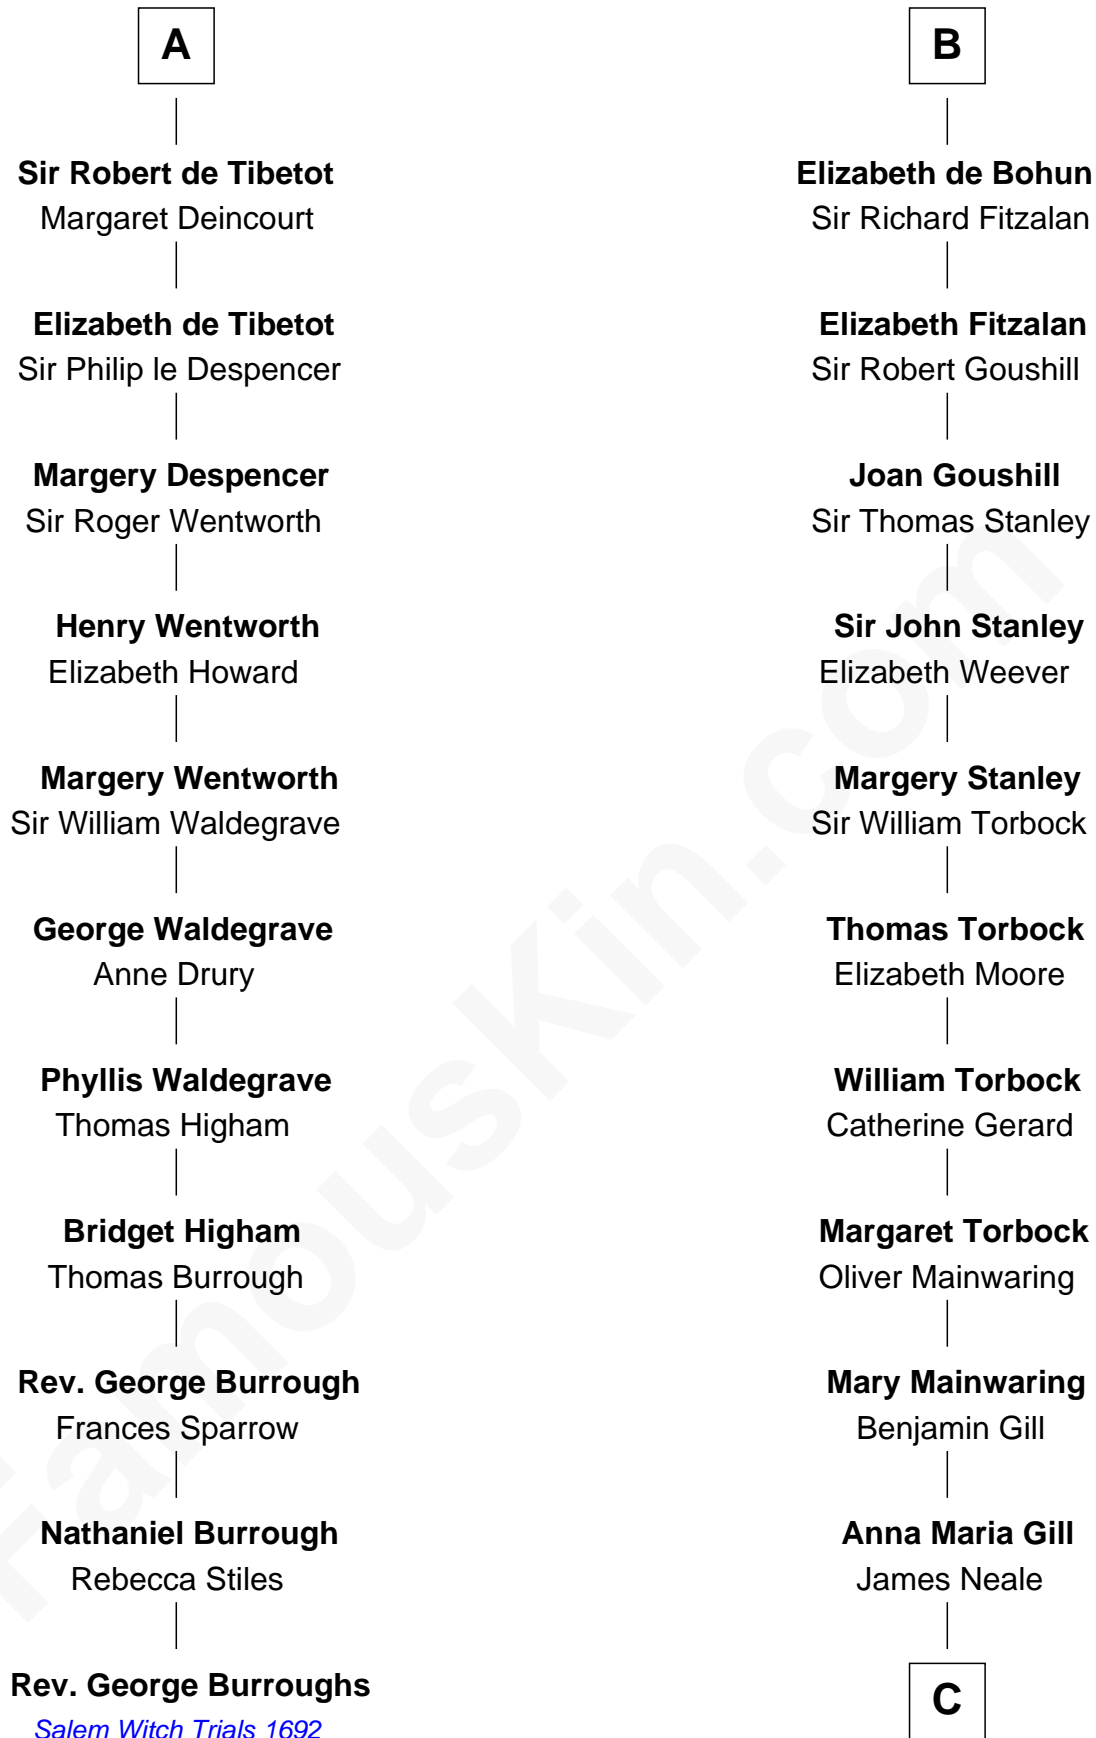 A
Sir Robert de Tibetot
Margaret Deincourt
Elizabeth de Tibetot
Sir Philip le Despencer
Margery Despencer
Sir Roger Wentworth
Henry Wentworth
Elizabeth Howard
Margery Wentworth
Sir William Waldegrave
George Waldegrave
Anne Drury
Phyllis Waldegrave
Thomas Higham
Bridget Higham
Thomas Burrough
Rev. George Burrough
Frances Sparrow
Nathaniel Burrough
Rebecca Stiles
Rev. George Burroughs
Salem Witch Trials 1692
B
Elizabeth de Bohun
Sir Richard Fitzalan
Elizabeth Fitzalan
Sir Robert Goushill
Joan Goushill
Sir Thomas Stanley
Sir John Stanley
Elizabeth Weever
Margery Stanley
Sir William Torbock
Thomas Torbock
Elizabeth Moore
William Torbock
Catherine Gerard
Margaret Torbock
Oliver Mainwaring
Mary Mainwaring
Benjamin Gill
Anna Maria Gill
James Neale
C
FamousKin.com